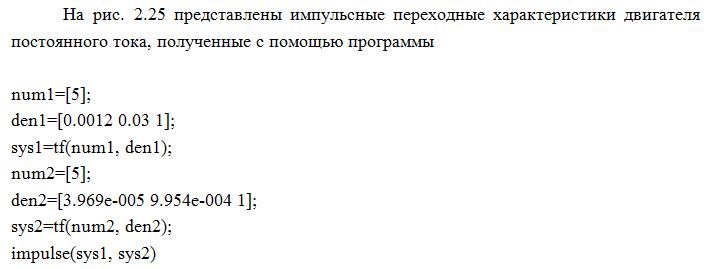 На рис. 2.25 представлены импульсные переходные характеристики двигателя
постоянного тока, полученные с помощью программы
num1=[5];
den1=[0.0012 0.03 1];
sys1=tf(num1, den1);
num2=[5];
den2=[3.969e-005 9.954e-004 1];
sys2=tf(num2, den2);
impulse(sys1, sys2)